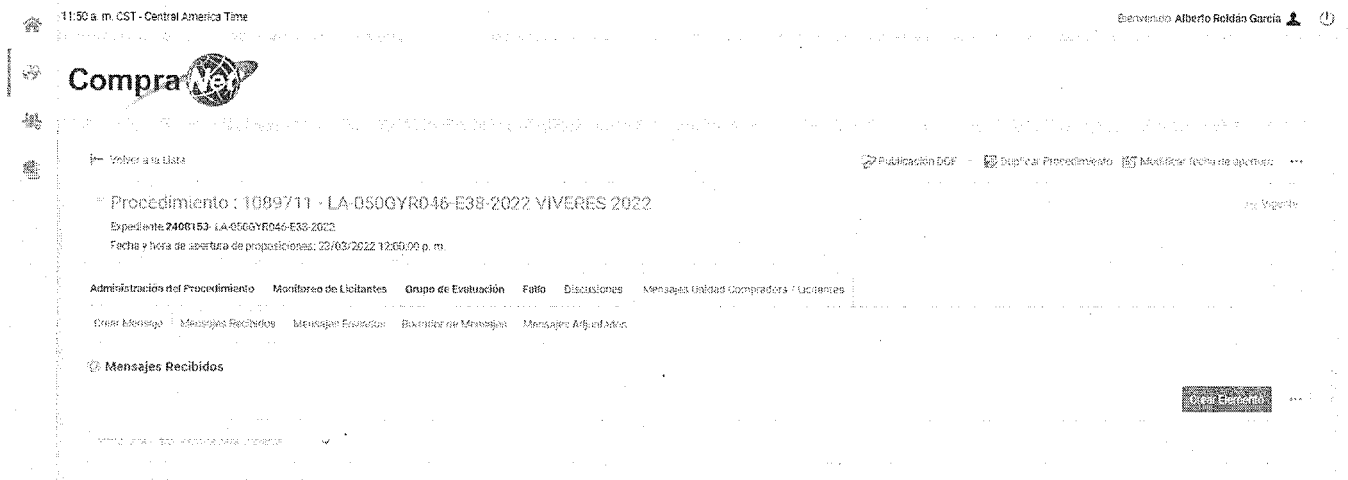 11:50 a. m. CST - Central America Time
Bienvenido Alberto Roldán García
CompraNet
Volver a la Lista
Publicación DOF Duplicar Procedimiento Modificar fecha de apertura ...
Procedimiento : 1089711 - LA-050GYR046-E38-2022 VIVERES 2022
Vigente
Expediente 2408153- LA-050GYR046-E38-2022
Fecha y hora de apertura de proposiciones: 23/03/2022 12:00:00 p. m.
Administración del Procedimiento Monitoreo de Licitantes Grupo de Evaluación Fallo Discusiones Mensajes Unidad Compradora / Licitantes
Crear Mensaje Mensajes Recibidos Mensajes Enviados Borrador de Mensajes Mensajes Adjuntados
Mensajes Recibidos
Crear Elemento ...